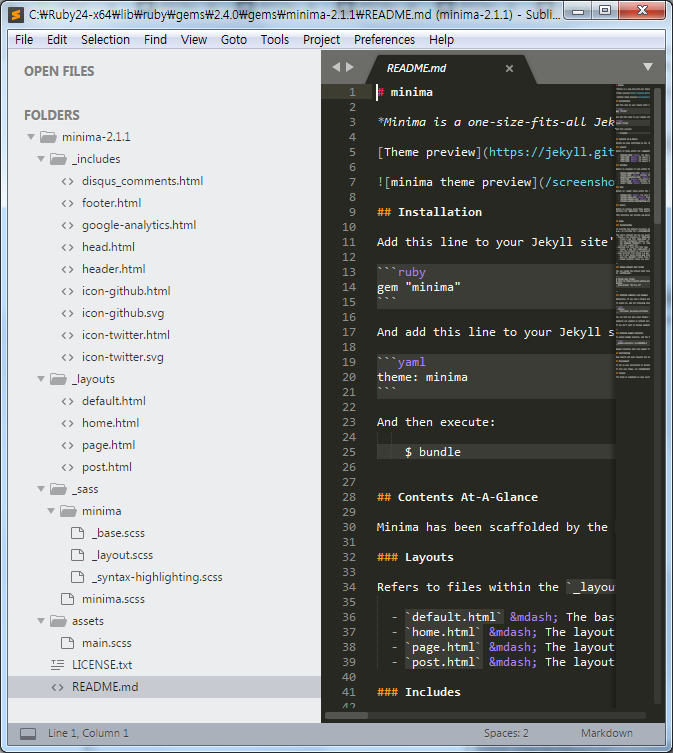 C:₩Ruby24-x64₩lib₩ruby₩gems₩2.4.0₩gems₩minima-2.1.1₩README.md (minima-2.1.1) - Subli...
File Edit Selection Find View Goto Tools Project Preferences Help
OPEN FILES
FOLDERS
minima-2.1.1
_includes
disqus_comments.html
footer.html
google-analytics.html
head.html
header.html
icon-github.html
icon-github.svg
icon-twitter.html
icon-twitter.svg
_layouts
default.html
home.html
page.html
post.html
_sass
minima
_base.scss
_layout.scss
_syntax-highlighting.scss
minima.scss
assets
main.scss
LICENSE.txt
README.md
README.md
1 # minima
2
3 *Minima is a one-size-fits-all Jek
4
5 [Theme preview](https://jekyll.git
6
7 ![minima theme preview](/screensho
8
9 ## Installation
10
11 Add this line to your Jekyll site'
12
13 ```ruby
14 gem "minima"
15 ```
16
17 And add this line to your Jekyll s
18
19 ```yaml
20 theme: minima
21 ```
22
23 And then execute:
24
25 $ bundle
26
27
28 ## Contents At-A-Glance
29
30 Minima has been scaffolded by the
31
32 ### Layouts
33
34 Refers to files within the `_layou
35
36 - `default.html` &mdash; The bas
37 - `home.html` &mdash; The layout
38 - `page.html` &mdash; The layout
39 - `post.html` &mdash; The layout
40
41 ### Includes
42
Line 1, Column 1
Spaces: 2
Markdown